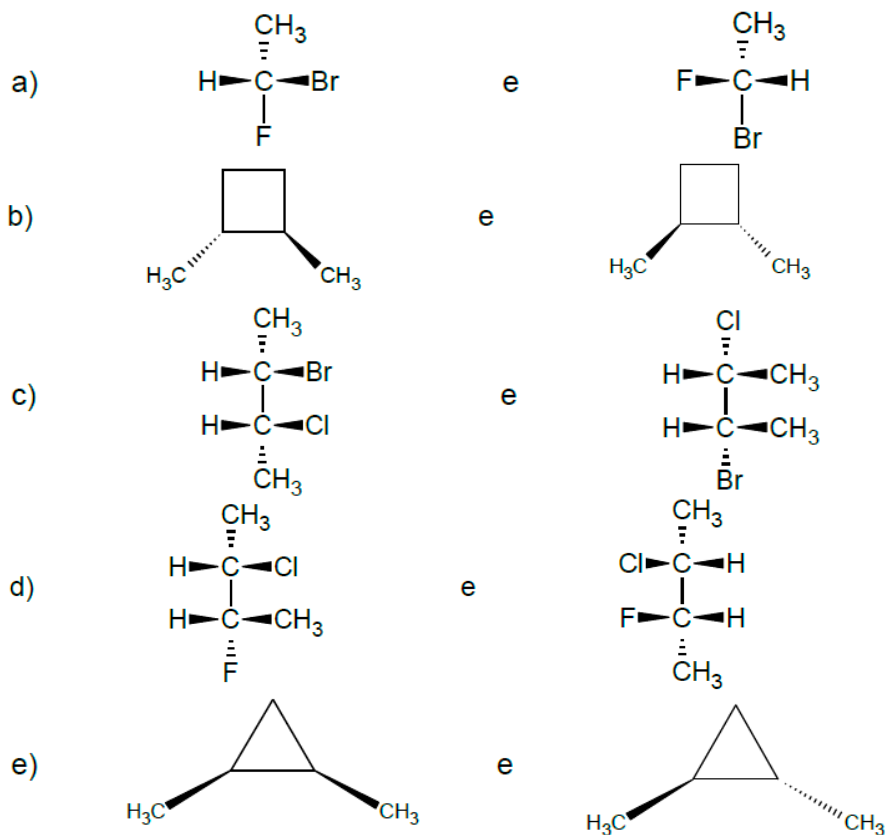 CH₃ CH₃
a) H C Br e F C H
F Br
b) e
H₃C CH₃ H₃C CH₃
CH₃ Cl
H C Br H C CH₃
c) e
H C Cl H C CH₃
CH₃ Br
CH₃ CH₃
H C Cl Cl C H
d) e
H C CH₃ F C H
F CH₃
e) e
H₃C CH₃ H₃C CH₃